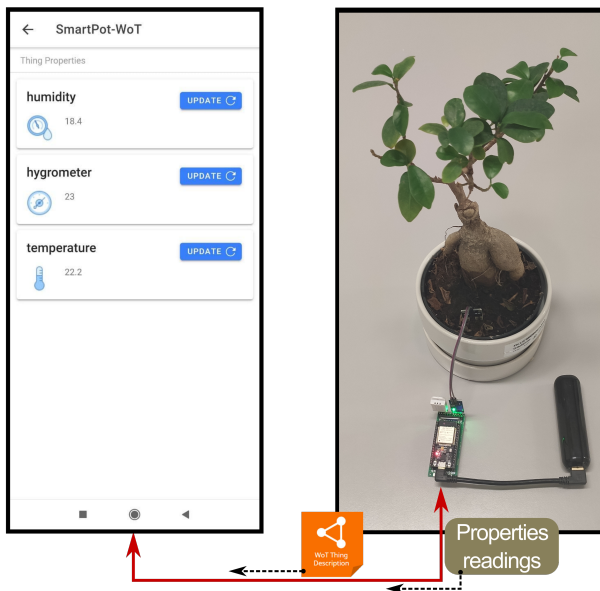 SmartPot-WoT
Thing Properties
humidity
UPDATE
18.4
hygrometer
UPDATE
23
temperature
UPDATE
22.2
WoT Thing
Description
Properties
readings